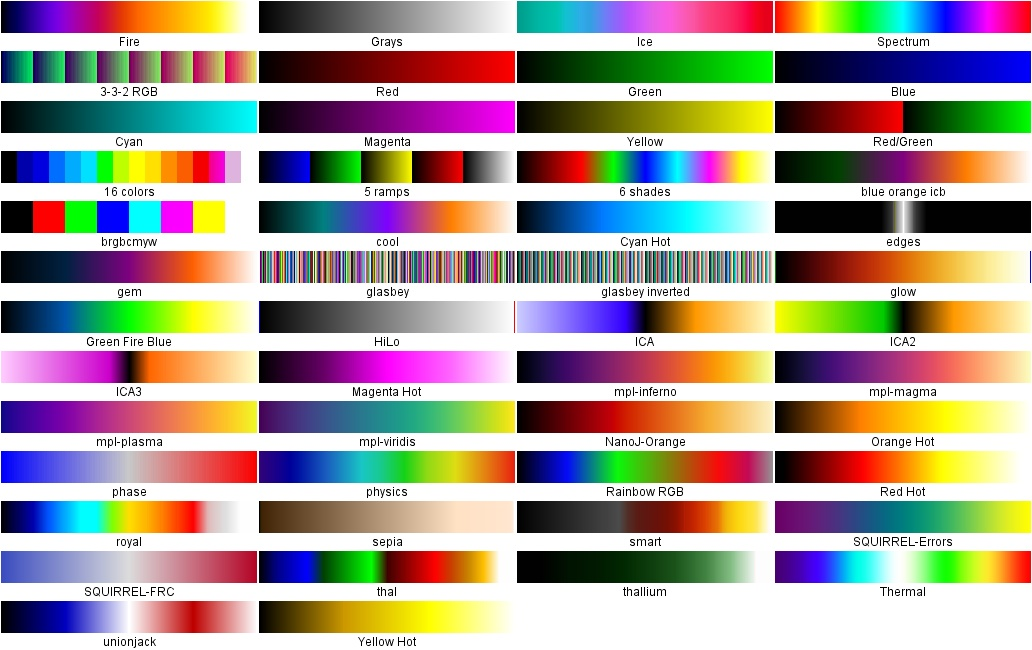 Fire Grays Ice Spectrum
3-3-2 RGB Red Green Blue
Cyan Magenta Yellow Red/Green
16 colors 5 ramps 6 shades blue orange icb
brgbcmyw cool Cyan Hot edges
gem glasbey glasbey inverted glow
Green Fire Blue HiLo ICA ICA2
ICA3 Magenta Hot mpl-inferno mpl-magma
mpl-plasma mpl-viridis NanoJ-Orange Orange Hot
phase physics Rainbow RGB Red Hot
royal sepia smart SQUIRREL-Errors
SQUIRREL-FRC thal thallium Thermal
unionjack Yellow Hot